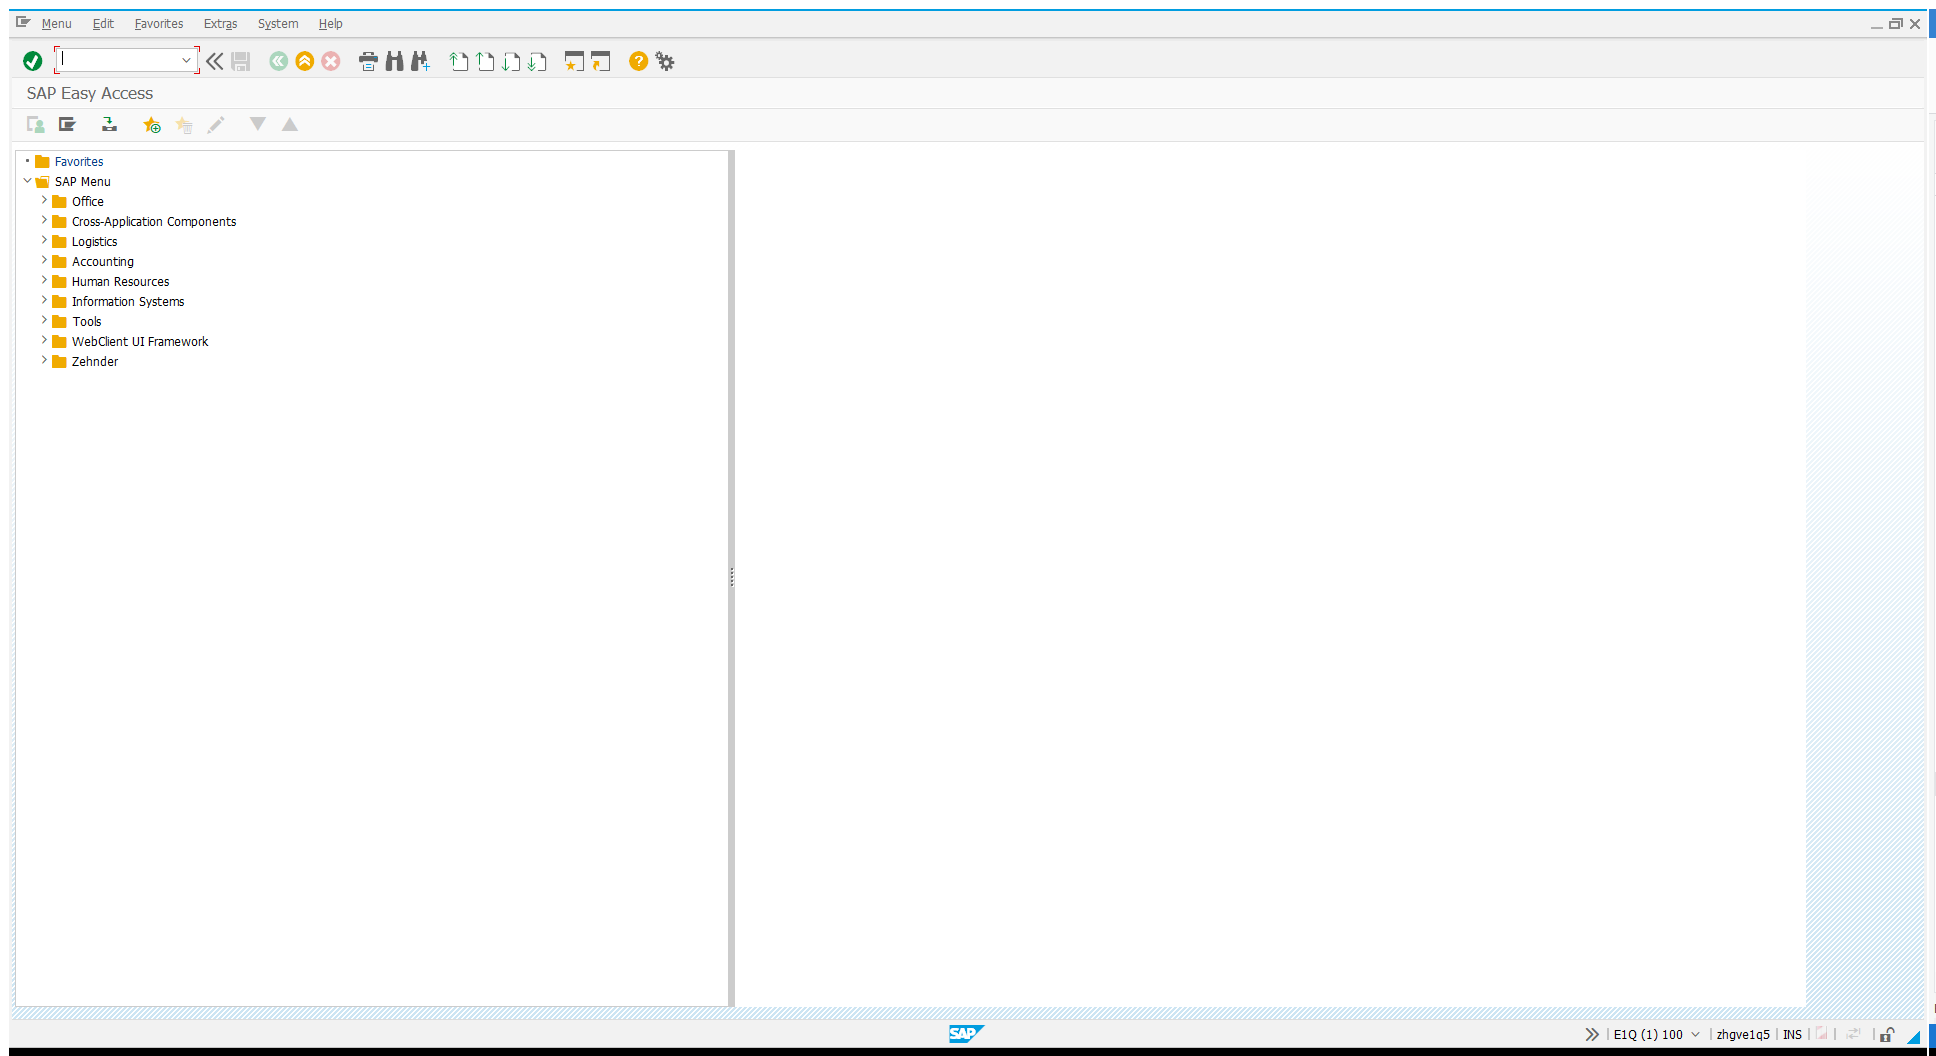 Menu Edit Favorites Extras System Help
SAP Easy Access
Favorites
SAP Menu
Office
Cross-Application Components
Logistics
Accounting
Human Resources
Information Systems
Tools
WebClient UI Framework
Zehnder
SAP
E1Q (1) 100 zhgve1q5 INS